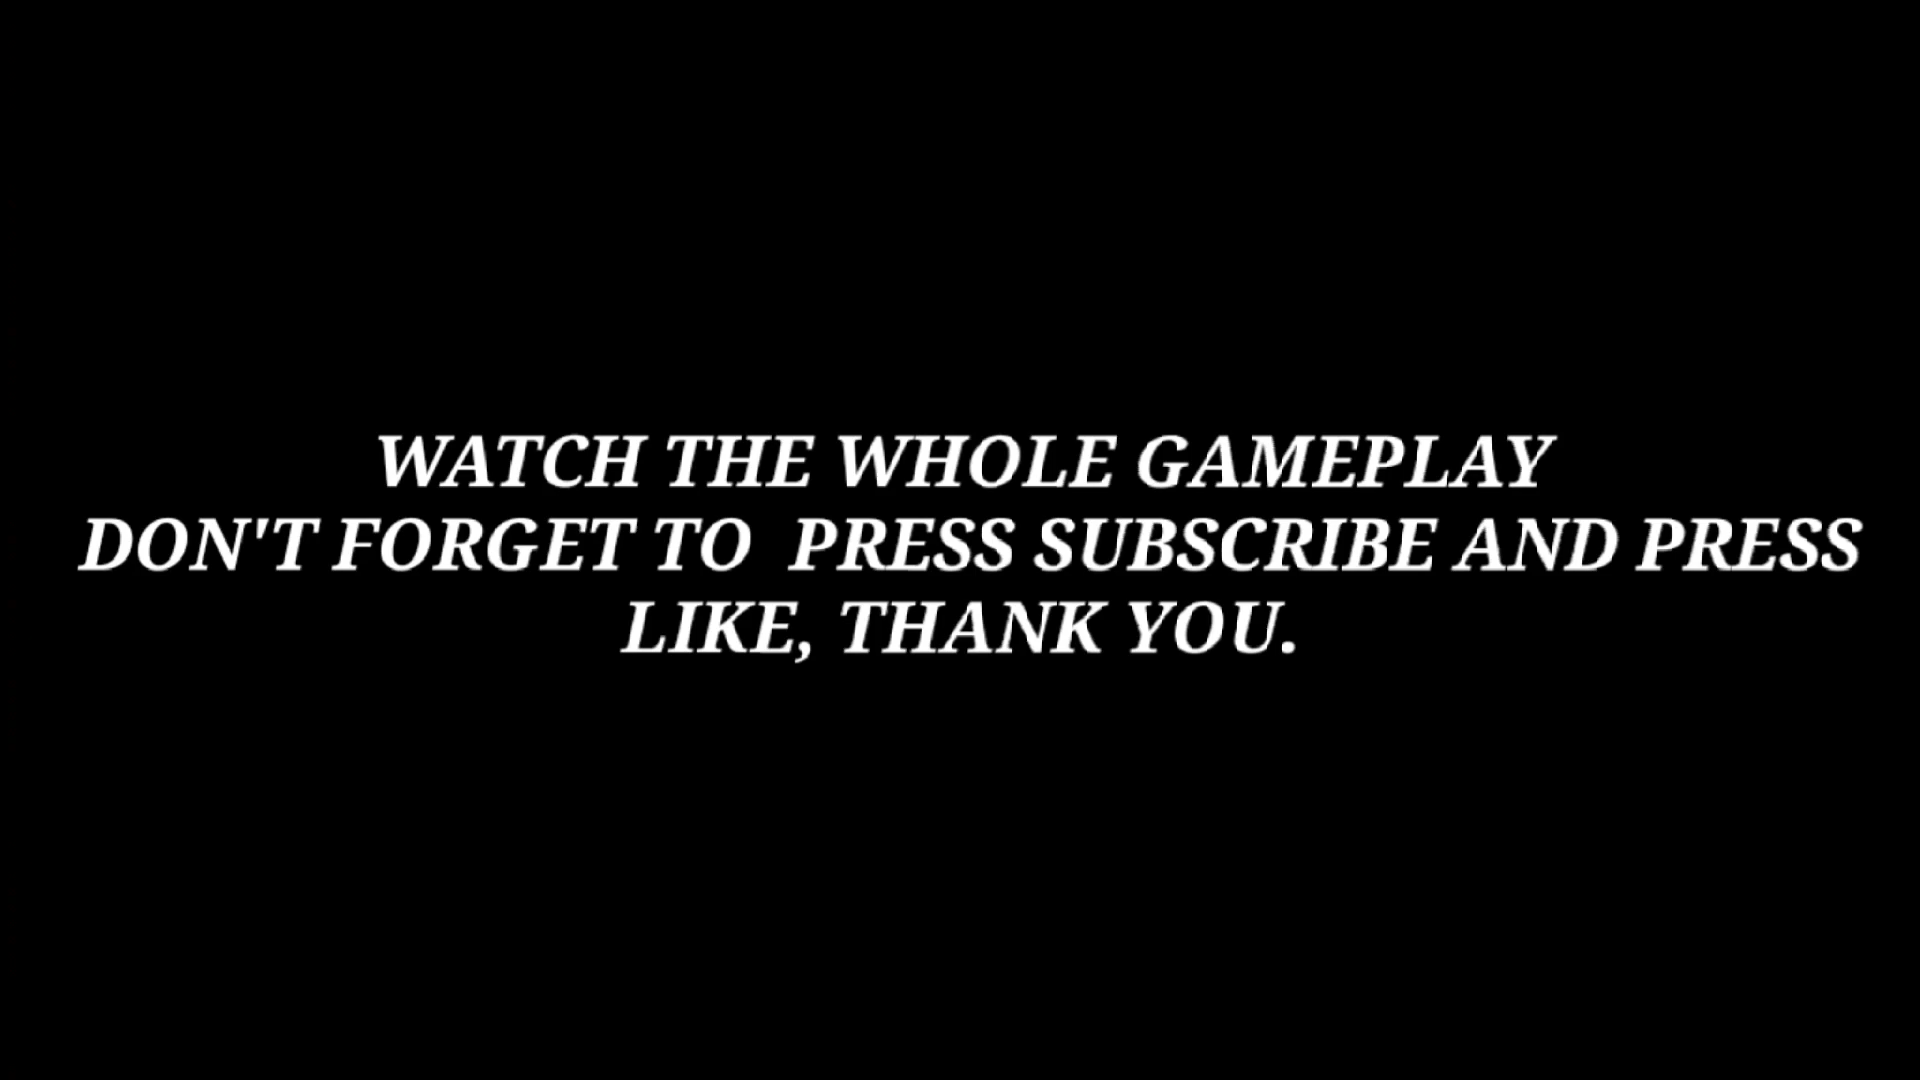 WATCH THE WHOLE GAMEPLAY
DON'T FORGET TO  PRESS SUBSCRIBE AND PRESS
LIKE, THANK YOU.